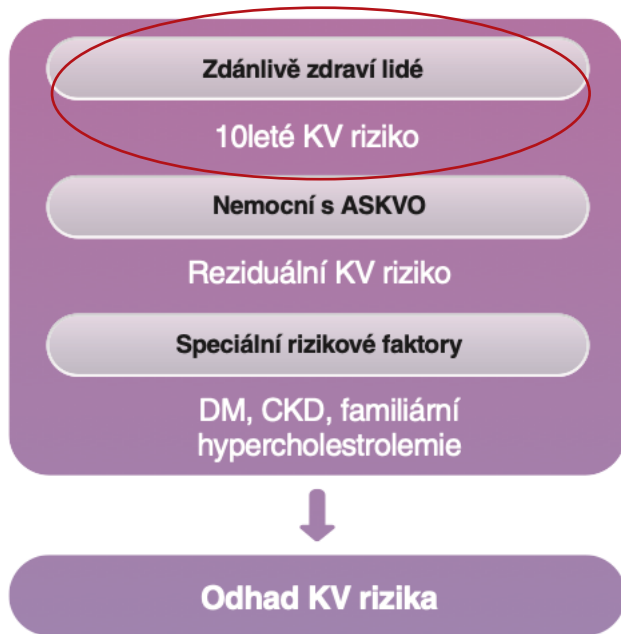 Zdánlivě zdraví lidé
10leté KV riziko
Nemocní s ASKVO
Reziduální KV riziko
Speciální rizikové faktory
DM, CKD, familiární
hypercholestrolemie
Odhad KV rizika